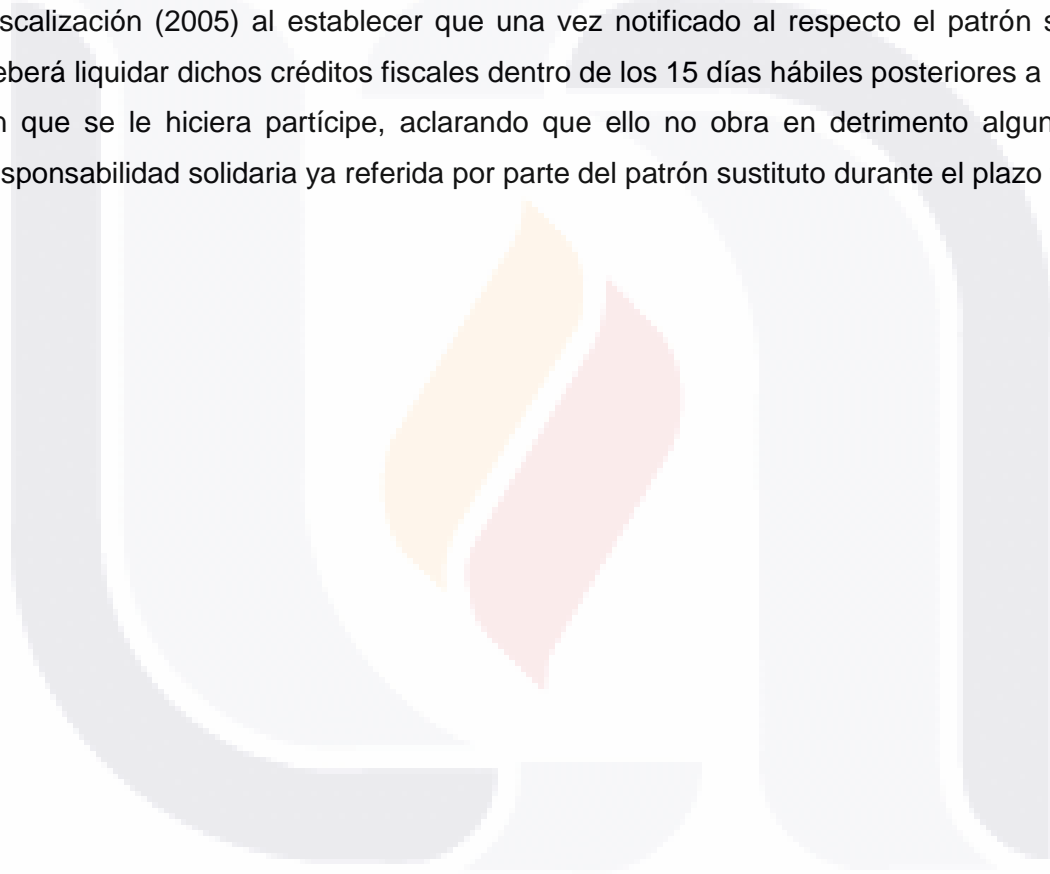 iscalización (2005) al establecer que una vez notificado al respecto el patrón s
eberá liquidar dichos créditos fiscales dentro de los 15 días hábiles posteriores a
n que se le hiciera partícipe, aclarando que ello no obra en detrimento algun
sponsabilidad solidaria ya referida por parte del patrón sustituto durante el plazo